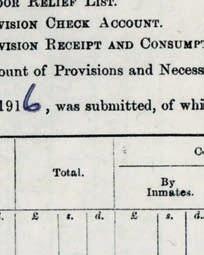 OOR RELIEF LIST.
VISION CHECK ACCOUNT.
VISION RECEIPT AND CONSUMPT
ount of Provisions and Necess
1916, was submitted, of whi
Total.
C
By
Inmates.
£ s. d. £ s. d.